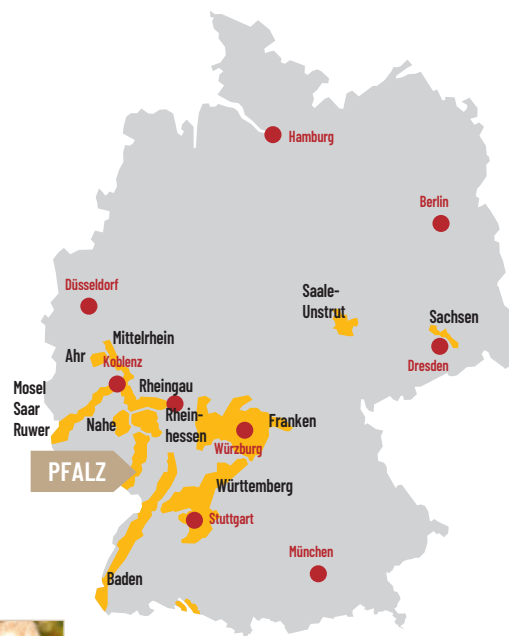 Hamburg
Berlin
Düsseldorf
Saale-
Unstrut
Sachsen
Mittelrhein
Ahr
Koblenz
Dresden
Mosel
Saar
Ruwer
Rheingau
Nahe
Rhein-
hessen
Franken
Würzburg
PFALZ
Württemberg
Stuttgart
München
Baden